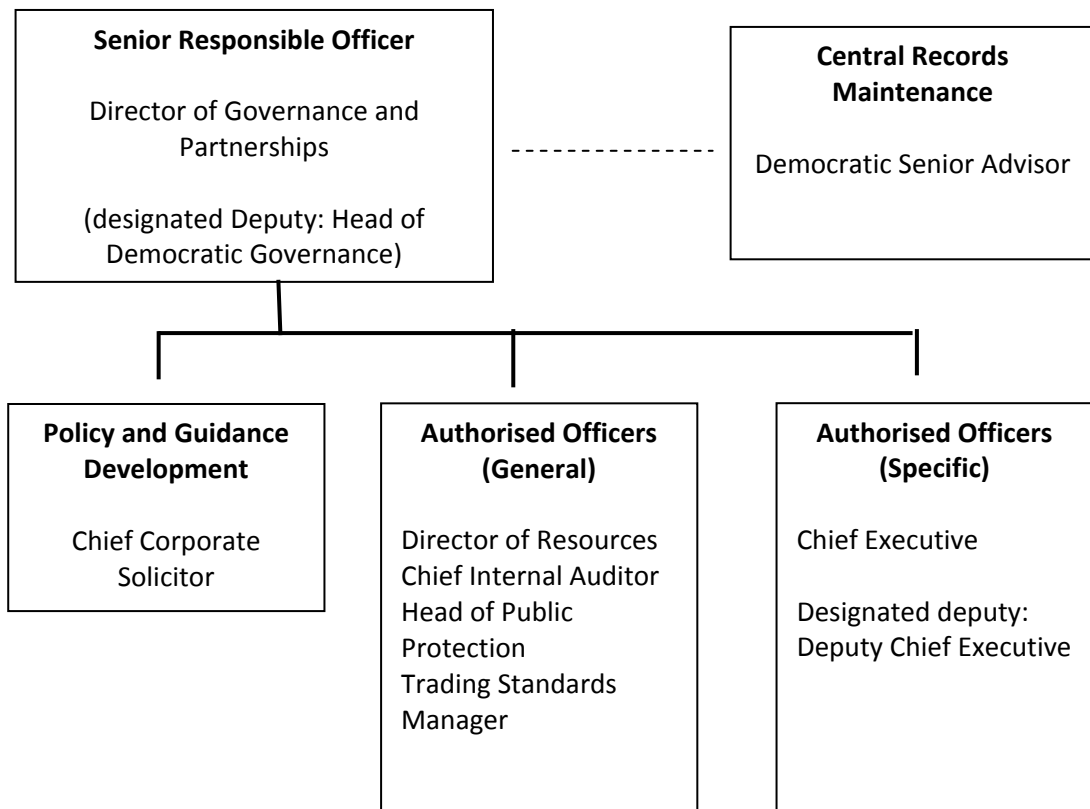 Senior Responsible Officer
Director of Governance and
Partnerships
(designated Deputy: Head of
Democratic Governance)
Central Records
Maintenance
Democratic Senior Advisor
Policy and Guidance
Development
Chief Corporate
Solicitor
Authorised Officers
(General)
Director of Resources
Chief Internal Auditor
Head of Public
Protection
Trading Standards
Manager
Authorised Officers
(Specific)
Chief Executive
Designated deputy:
Deputy Chief Executive